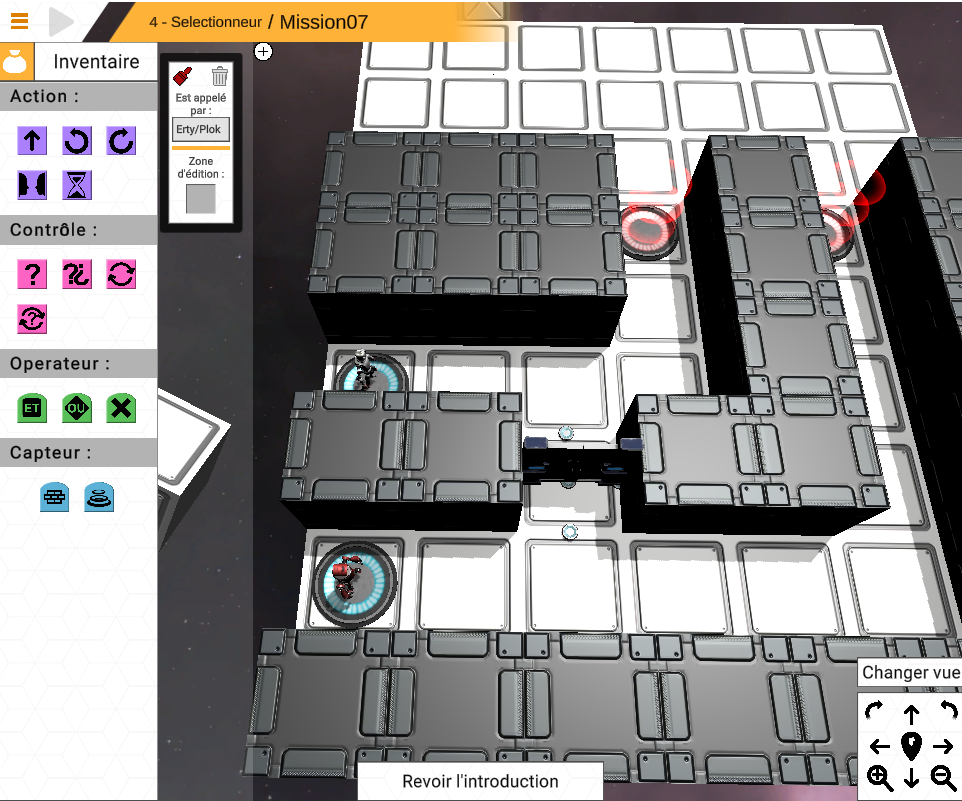 4 - Selectionneur / Mission07
Inventaire
Action :
Contrôle :
?
?¿
?
Operateur :
ET
OU
Capteur :
Est appelé
par :
Erty/Plok
Zone
d'édition :
Changer vue
Revoir l'introduction